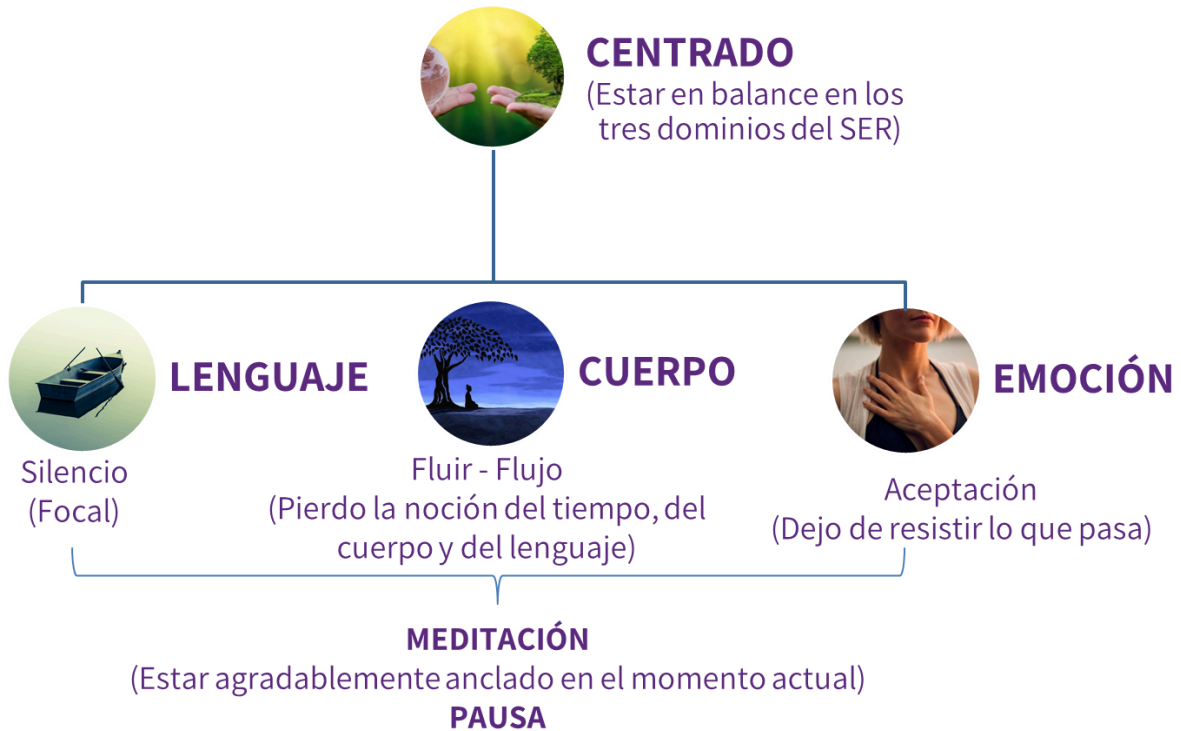 CENTRADO
(Estar en balance en los
tres dominios del SER)
LENGUAJE
Silencio
(Focal)
CUERPO
Fluir - Flujo
(Pierdo la noción del tiempo, del
cuerpo y del lenguaje)
EMOCIÓN
Aceptación
(Dejo de resistir lo que pasa)
MEDITACIÓN
(Estar agradablemente anclado en el momento actual)
PAUSA